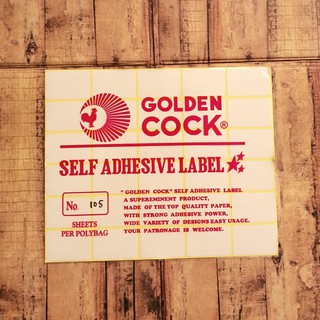 GOLDEN
COCK®
SELF ADHESIVE LABEL
No. 105
SHEETS
PER POLYBAG
"GOLDEN COCK" SELF ADHESIVE LABEL
A SUPEREMINENT PRODUCT,
MADE OF THE TOP QUALITY PAPER,
WITH STRONG ADHESIVE POWER,
WIDE VARIETY OF DESIGNS EASY USAGE.
YOUR PATRONAGE IS WELCOME.